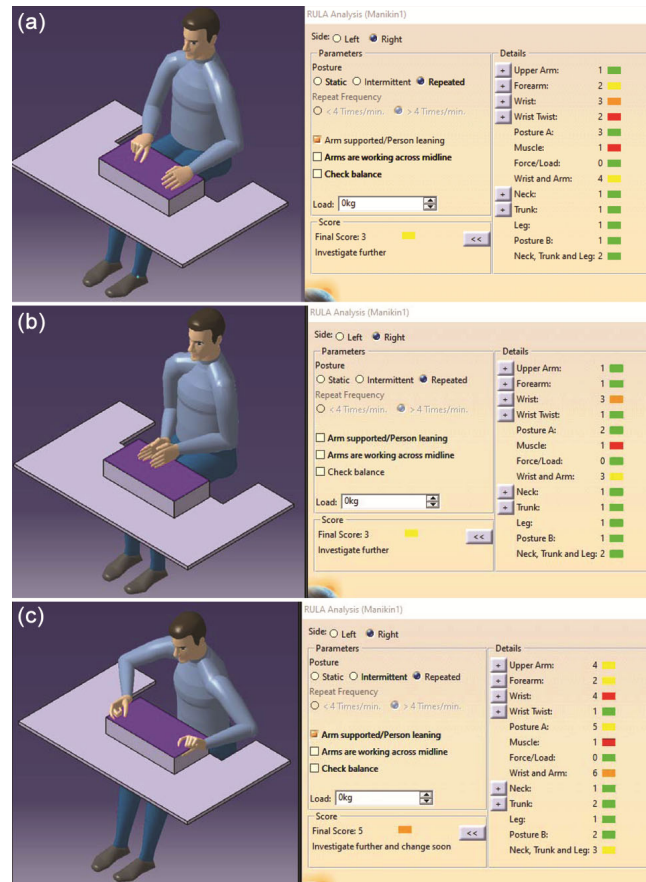 (a)
RULA Analysis (Manikin1)
Side: Left Right
Parameters
Posture
Static Intermittent Repeated
Repeat Frequency
< 4 Times/min. > 4 Times/min.
Arm supported/Person leaning
Arms are working across midline
Check balance
Load: 0kg
Score
Final Score: 3
<<
Investigate further
Details
+ Upper Arm: 1
+ Forearm: 2
+ Wrist: 3
+ Wrist Twist: 2
Posture A: 3
Muscle: 1
Force/Load: 0
Wrist and Arm: 4
+ Neck: 1
+ Trunk: 1
Leg: 1
Posture B: 1
Neck, Trunk and Leg: 2
(b)
RULA Analysis (Manikin1)
Side: Left Right
Parameters
Posture
Static Intermittent Repeated
Repeat Frequency
< 4 Times/min. > 4 Times/min.
Arm supported/Person leaning
Arms are working across midline
Check balance
Load: 0kg
Score
Final Score: 3
<<
Investigate further
Details
+ Upper Arm: 1
+ Forearm: 1
+ Wrist: 3
+ Wrist Twist: 1
Posture A: 2
Muscle: 1
Force/Load: 0
Wrist and Arm: 3
+ Neck: 1
+ Trunk: 1
Leg: 1
Posture B: 1
Neck, Trunk and Leg: 2
(c)
RULA Analysis (Manikin1)
Side: Left Right
Parameters
Posture
Static Intermittent Repeated
Repeat Frequency
< 4 Times/min. > 4 Times/min.
Arm supported/Person leaning
Arms are working across midline
Check balance
Load: 0kg
Score
Final Score: 5
<<
Investigate further and change soon
Details
+ Upper Arm: 4
+ Forearm: 2
+ Wrist: 4
+ Wrist Twist: 1
Posture A: 5
Muscle: 1
Force/Load: 0
Wrist and Arm: 6
+ Neck: 1
+ Trunk: 2
Leg: 1
Posture B: 2
Neck, Trunk and Leg: 3